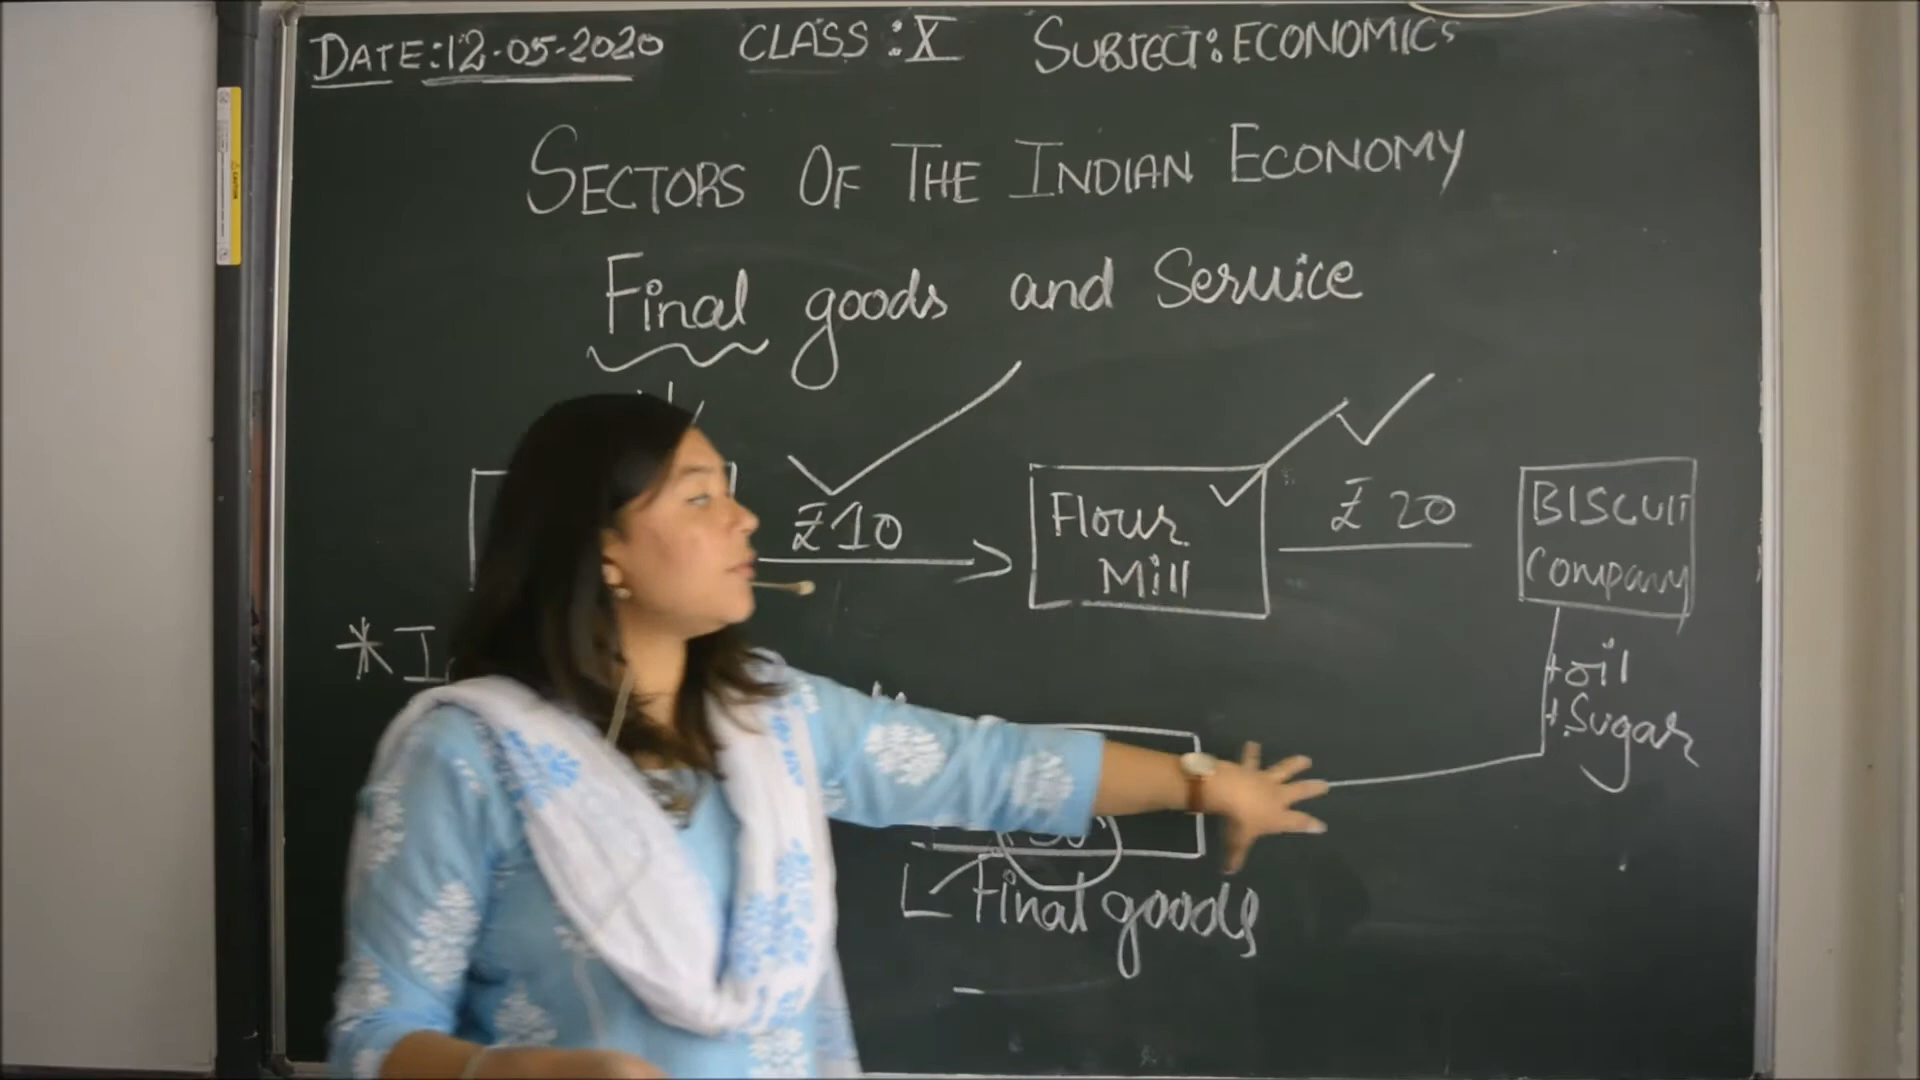 DATE:12-05-2020 CLASS:X SUBJECT:ECONOMICS
SECTORS OF THE INDIAN ECONOMY
Final goods and Service
₹10
Flour
Mill
₹ 20
BISCUIT
Company
+oil
+Sugar
Final goods